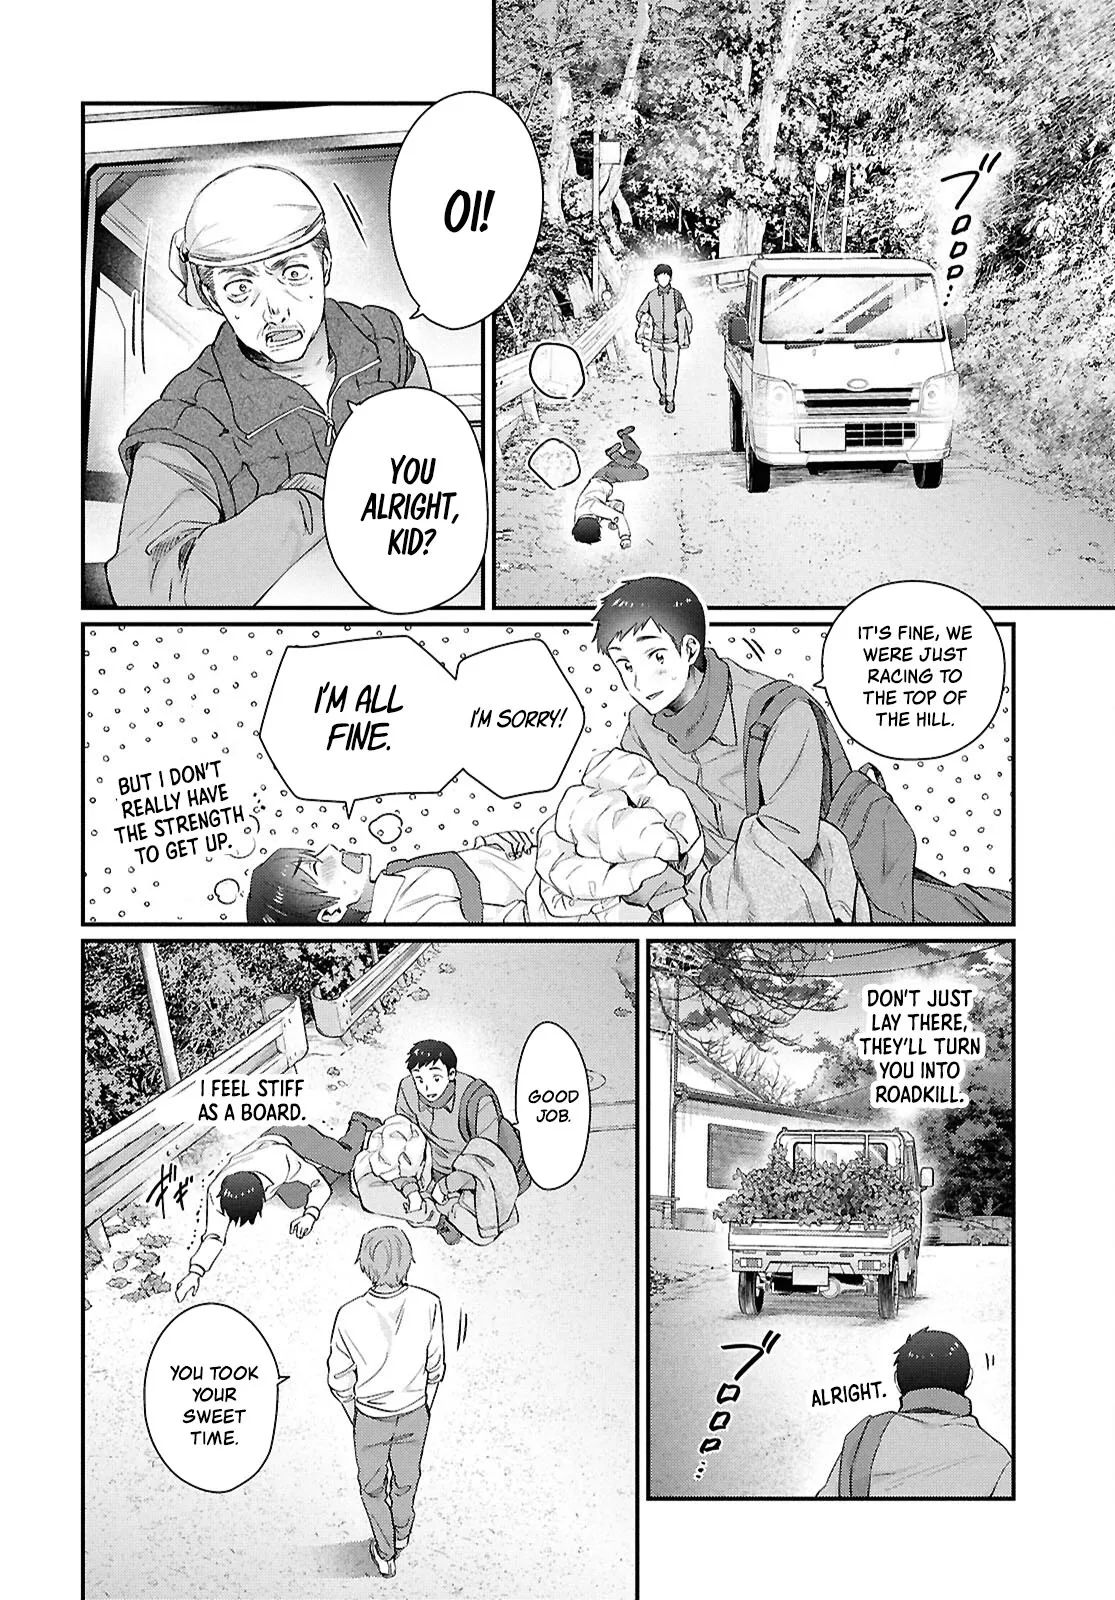 ブロロロ…
OI!
YOU
ALRIGHT,
KID?
IT'S FINE, WE
WERE JUST
RACING TO
THE TOP OF
THE HILL.
I'M SORRY!
I'M ALL
FINE.
BUT I DON'T
REALLY HAVE
THE STRENGTH
TO GET UP.
DON'T JUST
LAY THERE,
THEY'LL TURN
YOU INTO
ROADKILL.
ALRIGHT.
ブロロロ…
GOOD
JOB.
I FEEL STIFF
AS A BOARD.
ギギ
YOU TOOK
YOUR
SWEET
TIME.